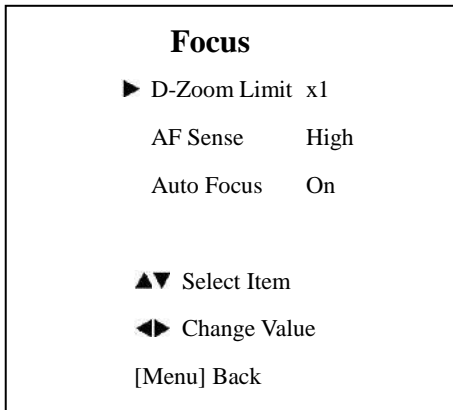 Focus
▶ D-Zoom Limit x1
AF Sense High
Auto Focus On
▲▼ Select Item
◀▶ Change Value
[Menu] Back